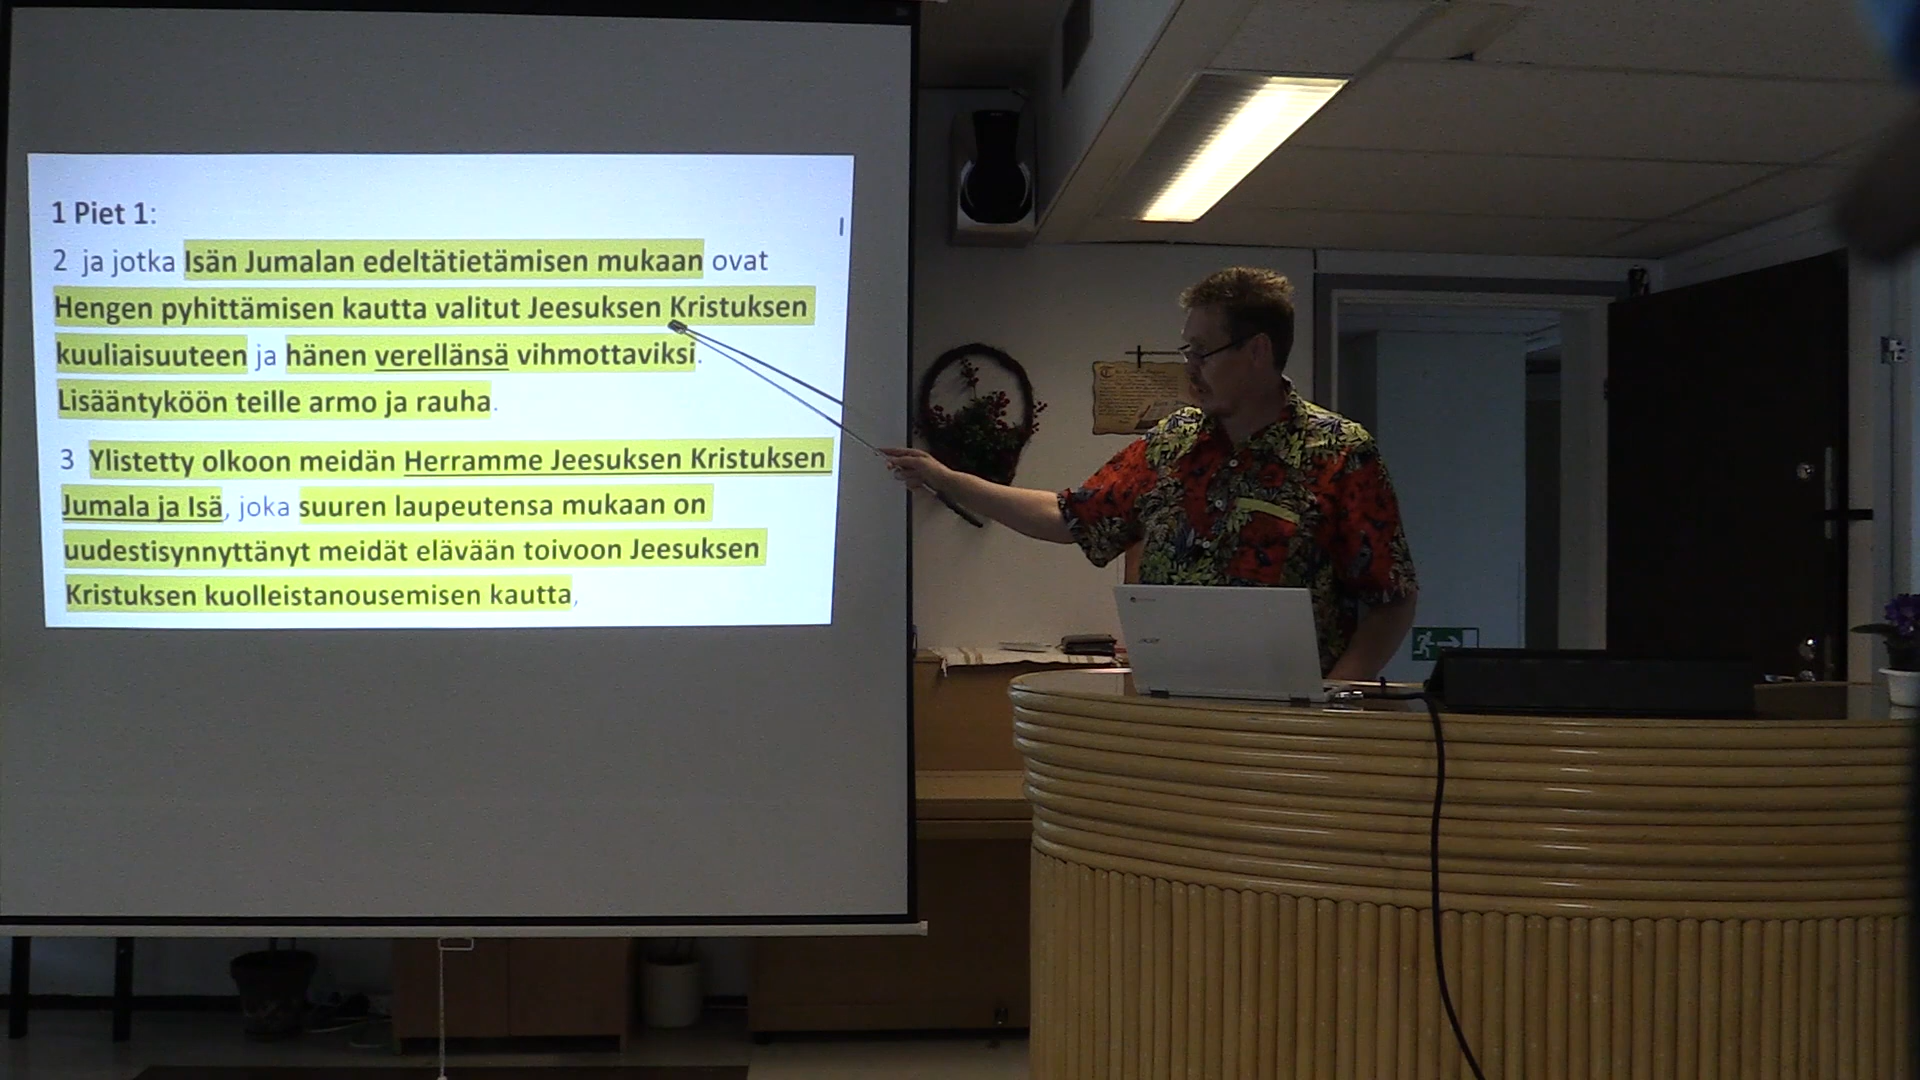 1 Piet 1:
2 ja jotka Isän Jumalan edeltätietämisen mukaan ovat
Hengen pyhittämisen kautta valitut Jeesuksen Kristuksen
kuuliaisuuteen ja hänen verellänsä vihmottaviksi.
Lisääntyköön teille armo ja rauha.
3 Ylistetty olkoon meidän Herramme Jeesuksen Kristuksen
Jumala ja Isä, joka suuren laupeutensa mukaan on
uudestisynnyttänyt meidät elävään toivoon Jeesuksen
Kristuksen kuolleistanousemisen kautta,
acer